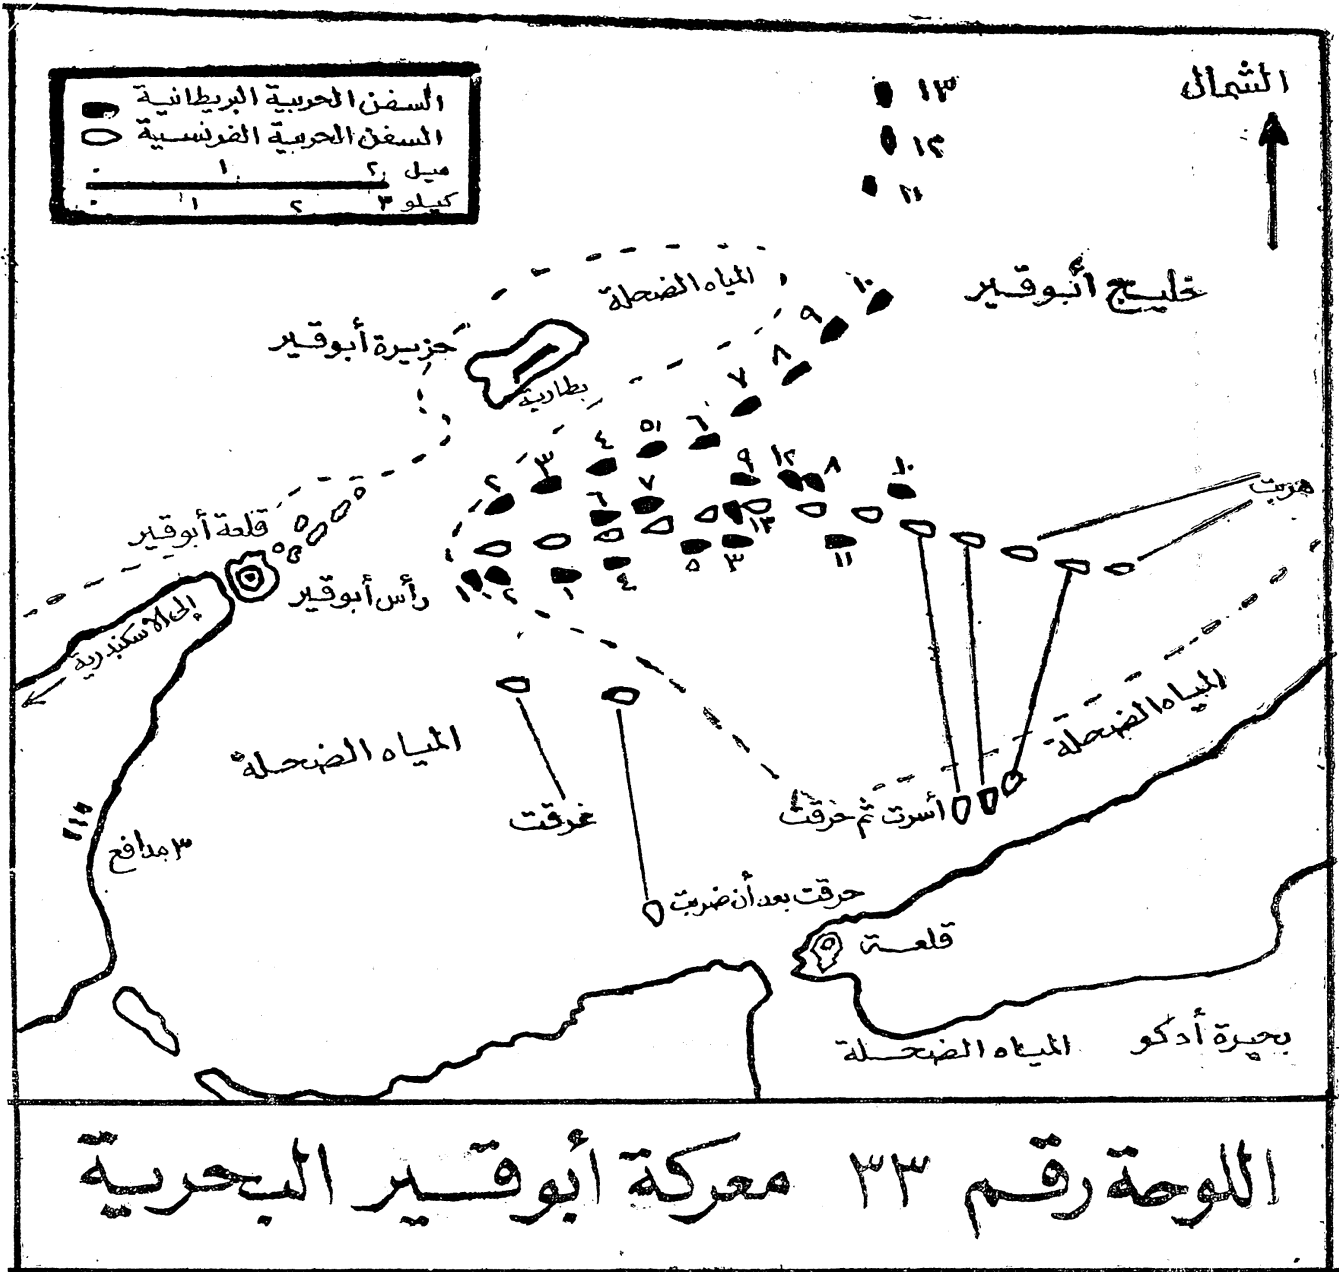 السفن الحربية البريطانية
السفن الحربية الفرنسية
٠ ١ ٢ ميل
٠ ١ ٢ ٣ كيلو
الشمال
١٣
١٢
١١
خليج أبوقير
المياه الضحلة
جزيرة أبوقير
بطارية
١٠
٩
٨
٧
٦
٥
٤
٣
٢
٩ ١٢ ٨ ١٠
٦ ٧
١٣
هربت
قلعة أبوقير
رأس أبوقير
إلى الاسكندرية
٢ ١ ٤ ٥ ٣ ١١
المياه الضحلة
المياه الضحلة
غرقت
أسرت ثم حرقت
٣ مدافع
حرقت بعد أن ضربت
قلعة
بحيرة أدكو
المياه الضحلة
اللوحة رقم ٣٣ معركة أبوقير البحرية